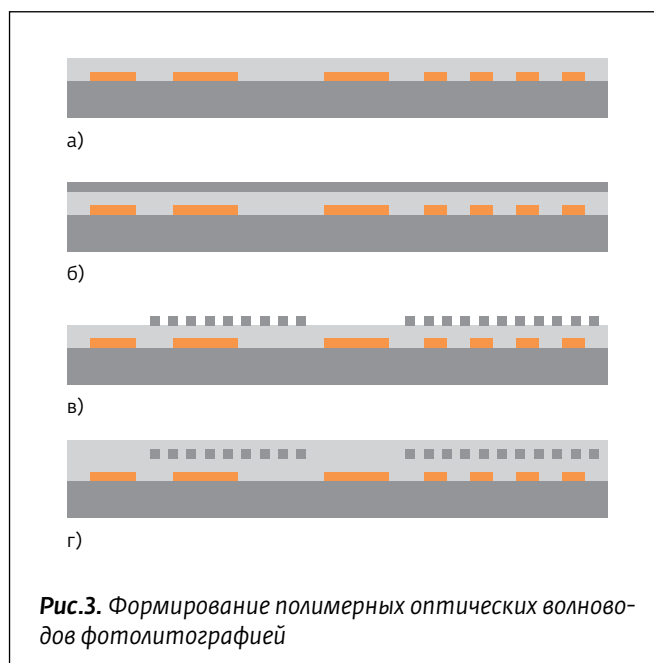 а)
б)
в)
г)
Рис.3. Формирование полимерных оптических волново-
дов фотолитографией